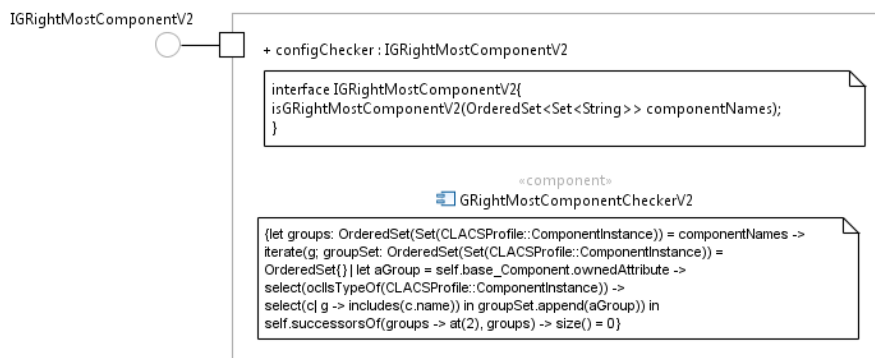 IGRightMostComponentV2
+ configChecker : IGRightMostComponentV2
interface IGRightMostComponentV2{
isGRightMostComponentV2(OrderedSet<Set<String>> componentNames);
}
«component»
GRightMostComponentCheckerV2
{let groups: OrderedSet(Set(CLACSProfile::ComponentInstance)) = componentNames ->
iterate(g; groupSet: OrderedSet(Set(CLACSProfile::ComponentInstance)) =
OrderedSet{} | let aGroup = self.base_Component.ownedAttribute ->
select(oclIsTypeOf(CLACSProfile::ComponentInstance)) ->
select(c| g -> includes(c.name)) in groupSet.append(aGroup)) in
self.successorsOf(groups -> at(2), groups) -> size() = 0}